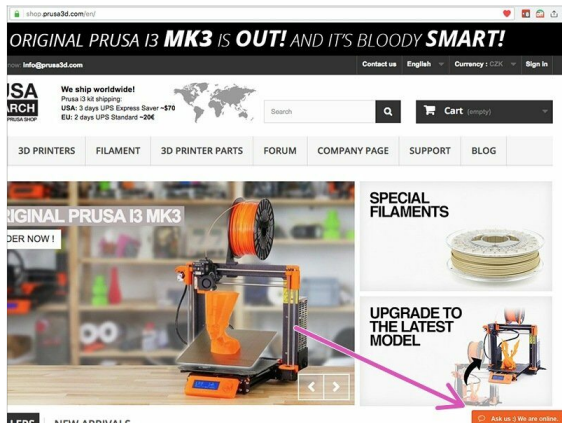 shop.prusa3d.com/en/
ORIGINAL PRUSA I3 MK3 IS OUT! AND IT'S BLOODY SMART!
now: info@prusa3d.com
Contact us English Currency : CZK Sign in
USA
ARCH
PRUSA SHOP
We ship worldwide!
Prusa i3 kit shipping:
USA: 3 days UPS Express Saver ~$70
EU: 2 days UPS Standard ~20€
Search
Cart (empty)
3D PRINTERS FILAMENT 3D PRINTER PARTS FORUM COMPANY PAGE SUPPORT BLOG
RIGINAL PRUSA I3 MK3
DER NOW !
SPECIAL
FILAMENTS
UPGRADE TO
THE LATEST
MODEL
Ask us :) We are online.
LERS NEW ARRIVALS